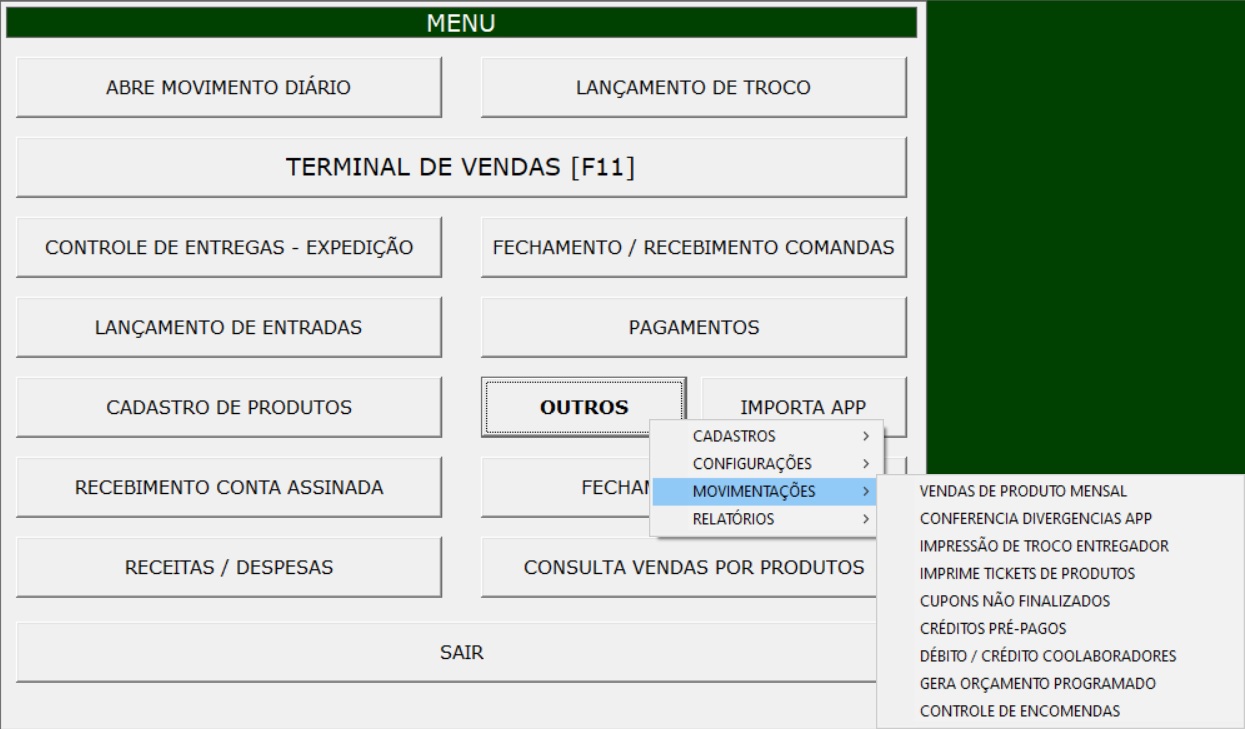 MENU
ABRE MOVIMENTO DIÁRIO
LANÇAMENTO DE TROCO
TERMINAL DE VENDAS [F11]
CONTROLE DE ENTREGAS - EXPEDIÇÃO
FECHAMENTO / RECEBIMENTO COMANDAS
LANÇAMENTO DE ENTRADAS
PAGAMENTOS
CADASTRO DE PRODUTOS
OUTROS
IMPORTA APP
CADASTROS
CONFIGURAÇÕES
MOVIMENTAÇÕES
RELATÓRIOS
VENDAS DE PRODUTO MENSAL
CONFERENCIA DIVERGENCIAS APP
IMPRESSÃO DE TROCO ENTREGADOR
IMPRIME TICKETS DE PRODUTOS
CUPONS NÃO FINALIZADOS
CRÉDITOS PRÉ-PAGOS
DÉBITO / CRÉDITO COOLABORADORES
GERA ORÇAMENTO PROGRAMADO
CONTROLE DE ENCOMENDAS
RECEBIMENTO CONTA ASSINADA
RECEITAS / DESPESAS
CONSULTA VENDAS POR PRODUTOS
SAIR